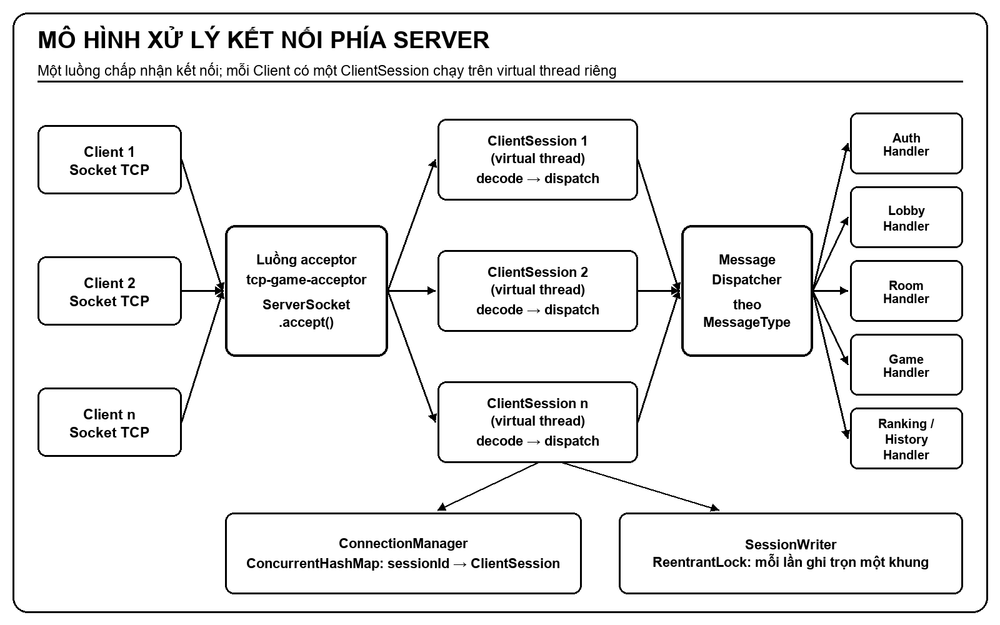 MÔ HÌNH XỬ LÝ KẾT NỐI PHÍA SERVER
Một luồng chấp nhận kết nối; mỗi Client có một ClientSession chạy trên virtual thread riêng
Client 1
Socket TCP
Client 2
Socket TCP
Client n
Socket TCP
Luồng acceptor
tcp-game-acceptor
ServerSocket
.accept()
ClientSession 1
(virtual thread)
decode → dispatch
ClientSession 2
(virtual thread)
decode → dispatch
ClientSession n
(virtual thread)
decode → dispatch
Message
Dispatcher
theo
MessageType
Auth
Handler
Lobby
Handler
Room
Handler
Game
Handler
Ranking /
History
Handler
ConnectionManager
ConcurrentHashMap: sessionId → ClientSession
SessionWriter
ReentrantLock: mỗi lần ghi trọn một khung